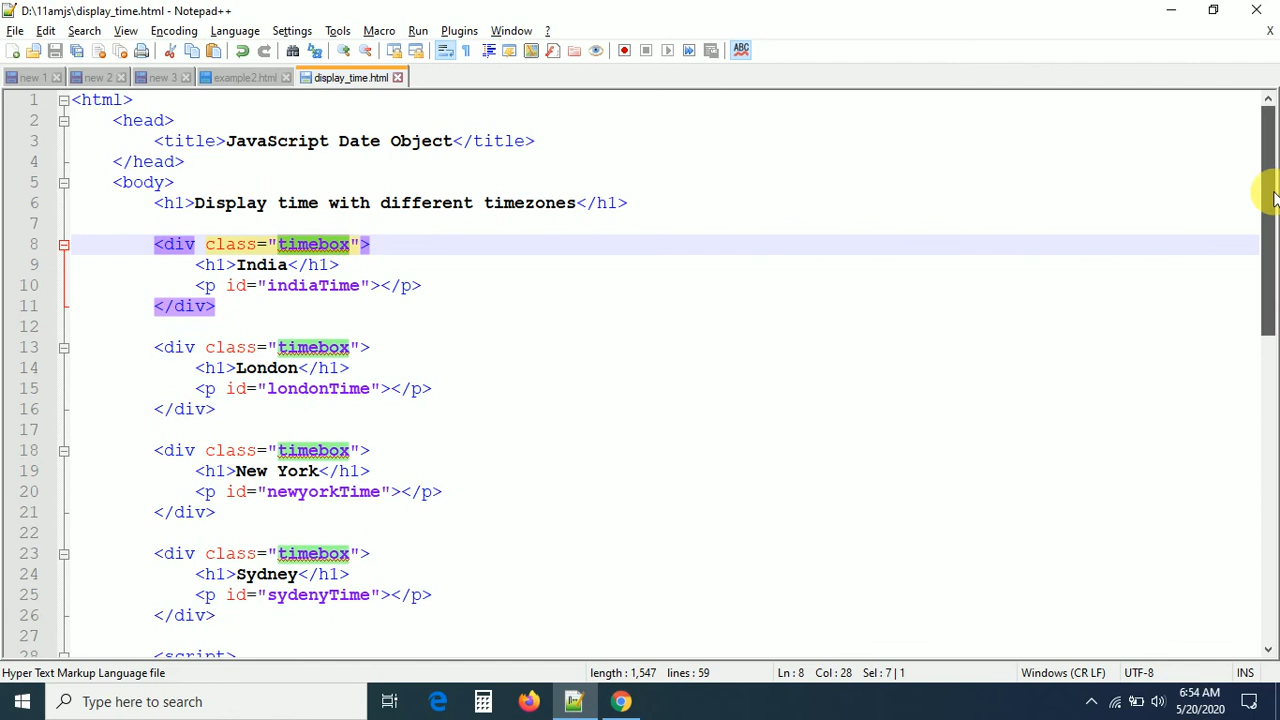 D:\11amjs\display_time.html - Notepad++
File Edit Search View Encoding Language Settings Tools Macro Run Plugins Window ? X
ABC
new 1 new 2 new 3 example2.html display_time.html
1 <html>
2 <head>
3 <title>JavaScript Date Object</title>
4 </head>
5 <body>
6 <h1>Display time with different timezones</h1>
7
8 <div class="timebox">
9 <h1>India</h1>
10 <p id="indiaTime"></p>
11 </div>
12
13 <div class="timebox">
14 <h1>London</h1>
15 <p id="londonTime"></p>
16 </div>
17
18 <div class="timebox">
19 <h1>New York</h1>
20 <p id="newyorkTime"></p>
21 </div>
22
23 <div class="timebox">
24 <h1>Sydney</h1>
25 <p id="sydenyTime"></p>
26 </div>
27
28 <script>
Hyper Text Markup Language file length : 1,547 lines : 59 Ln : 8 Col : 28 Sel : 7 | 1 Windows (CR LF) UTF-8 INS
Type here to search
6:54 AM
5/20/2020